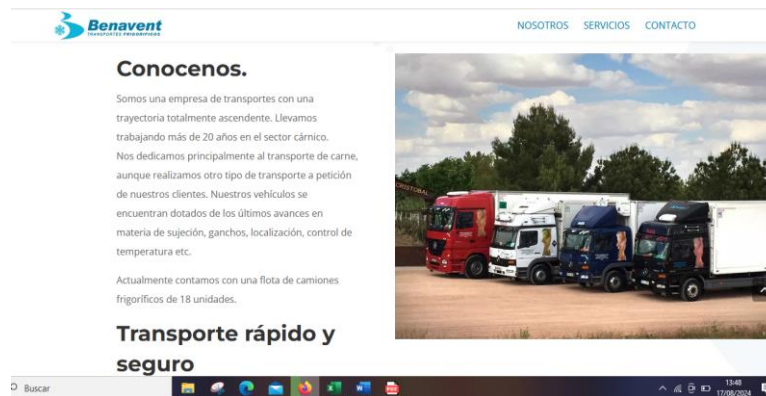 Benavent
TRANSPORTES FRIGORIFICOS
NOSOTROS SERVICIOS CONTACTO
Conocenos.
Somos una empresa de transportes con una
trayectoria totalmente ascendente. Llevamos
trabajando más de 20 años en el sector cárnico.
Nos dedicamos principalmente al transporte de carne,
aunque realizamos otro tipo de transporte a petición
de nuestros clientes. Nuestros vehículos se
encuentran dotados de los últimos avances en
materia de sujeción, ganchos, localización, control de
temperatura etc.
Actualmente contamos con una flota de camiones
frigoríficos de 18 unidades.
CRISTOBAL
Transporte rápido y
seguro
Buscar
13:48
17/08/2024